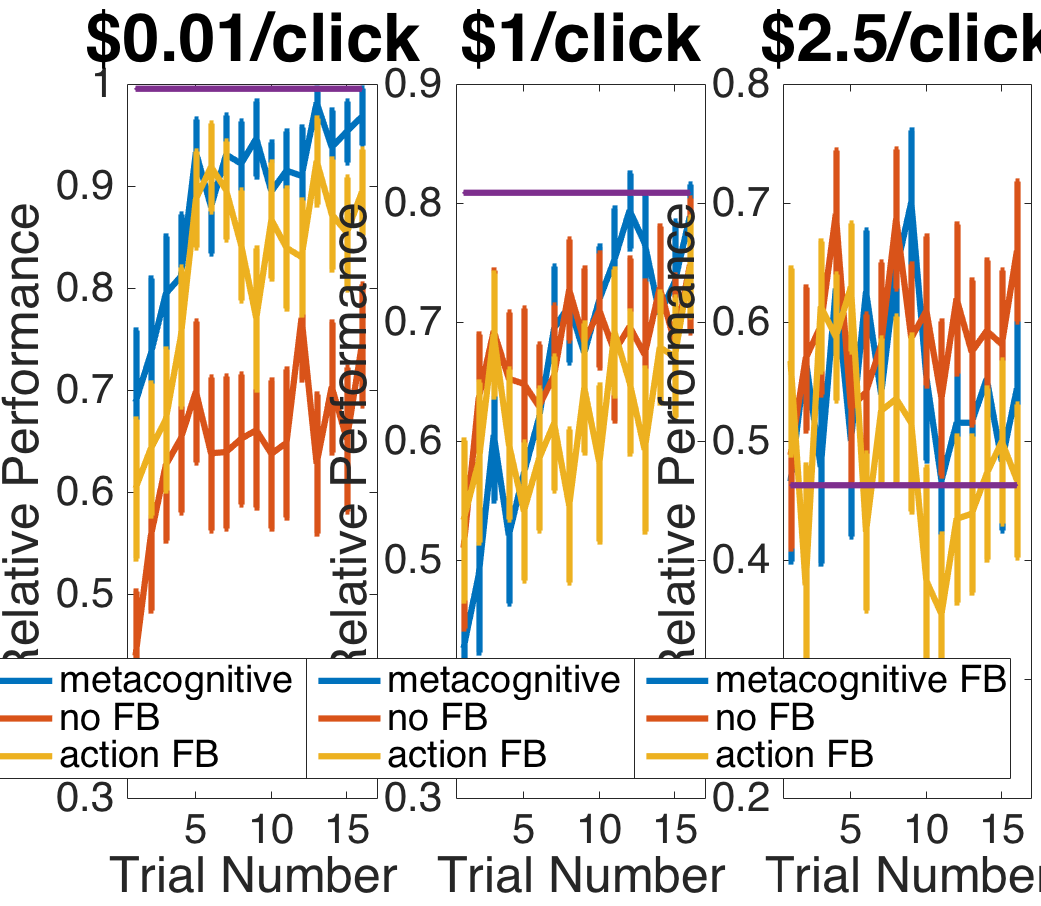 $0.01/click
$1/click
$2.5/click
1
0.9
0.8
0.7
0.6
0.5
0.3
5 10 15
Trial Number
Relative Performance
metacognitive
no FB
action FB
0.9
0.8
0.7
0.6
0.5
0.3
5 10 15
Trial Number
Relative Performance
metacognitive
no FB
action FB
0.8
0.7
0.6
0.5
0.4
0.2
5 10 15
Trial Number
Relative Performance
metacognitive FB
no FB
action FB